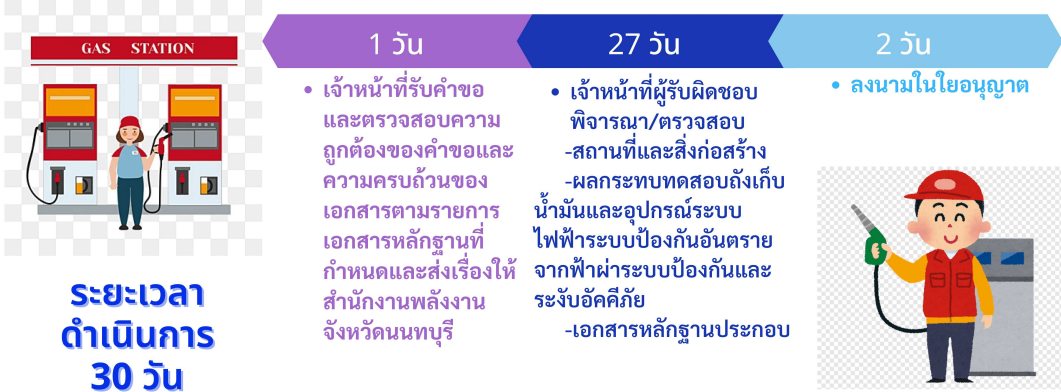 GAS STATION
ระยะเวลา
ดำเนินการ
30 วัน
1 วัน
• เจ้าหน้าที่รับคำขอ
และตรวจสอบความ
ถูกต้องของคำขอและ
ความครบถ้วนของ
เอกสารตามรายการ
เอกสารหลักฐานที่
กำหนดและส่งเรื่องให้
สำนักงานพลังงาน
จังหวัดนนทบุรี
27 วัน
• เจ้าหน้าที่ผู้รับผิดชอบ
พิจารณา/ตรวจสอบ
-สถานที่และสิ่งก่อสร้าง
-ผลกระทบทดสอบถังเก็บ
น้ำมันและอุปกรณ์ระบบ
ไฟฟ้าระบบป้องกันอันตราย
จากฟ้าผ่าระบบป้องกันและ
ระงับอัคคีภัย
-เอกสารหลักฐานประกอบ
2 วัน
• ลงนามในใยอนุญาต